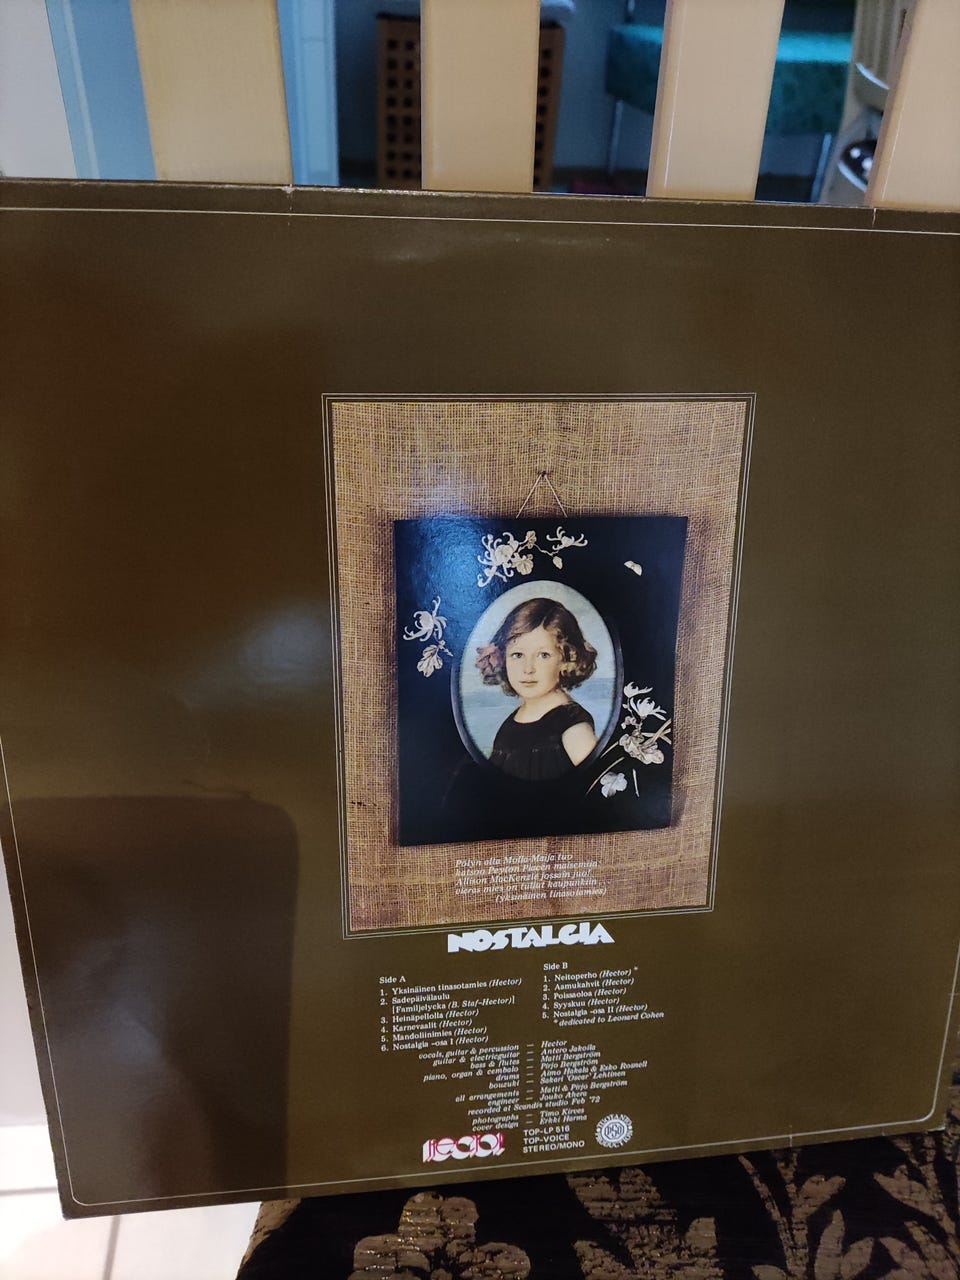 Pölyn alla Molla-Maija tuo
katsoo Peyton Placen maisemiin
Allison MacKenzie jossain juo/
vieras mies on tullut kaupunkiin...
(yksinäinen tinasotamies)
NOSTALGIA
Side A
1. Yksinäinen tinasotamies (Hector)
2. Sadepäivälaulu
[Familjelycka (B. Staf-Hector)]
3. Heinäpellolla (Hector)
4. Karnevaalit (Hector)
5. Mandoliinimies (Hector)
6. Nostalgia -osa I (Hector)
Side B
1. Neitoperho (Hector) *
2. Aamukahvit (Hector)
3. Poissaoloa (Hector)
4. Syyskuu (Hector)
5. Nostalgia -osa II (Hector)
* dedicated to Leonard Cohen
vocals, guitar & percussion — Hector
guitar & electricguitar — Antero Jakoila
bass & flutes — Matti Bergström
piano, organ & cembalo — Pirjo Bergström
drums — Aimo Hakala & Esko Rosnell
bouzuki — Sakari 'Oscar' Lehtinen
all arrangements — Matti & Pirjo Bergström
engineer — Jouko Ahera
recorded at Scandia studio Feb '72
photographs — Timo Kirves
cover design — Erkki Harma
Hector
TOP-LP 516
TOP-VOICE
STEREO/MONO